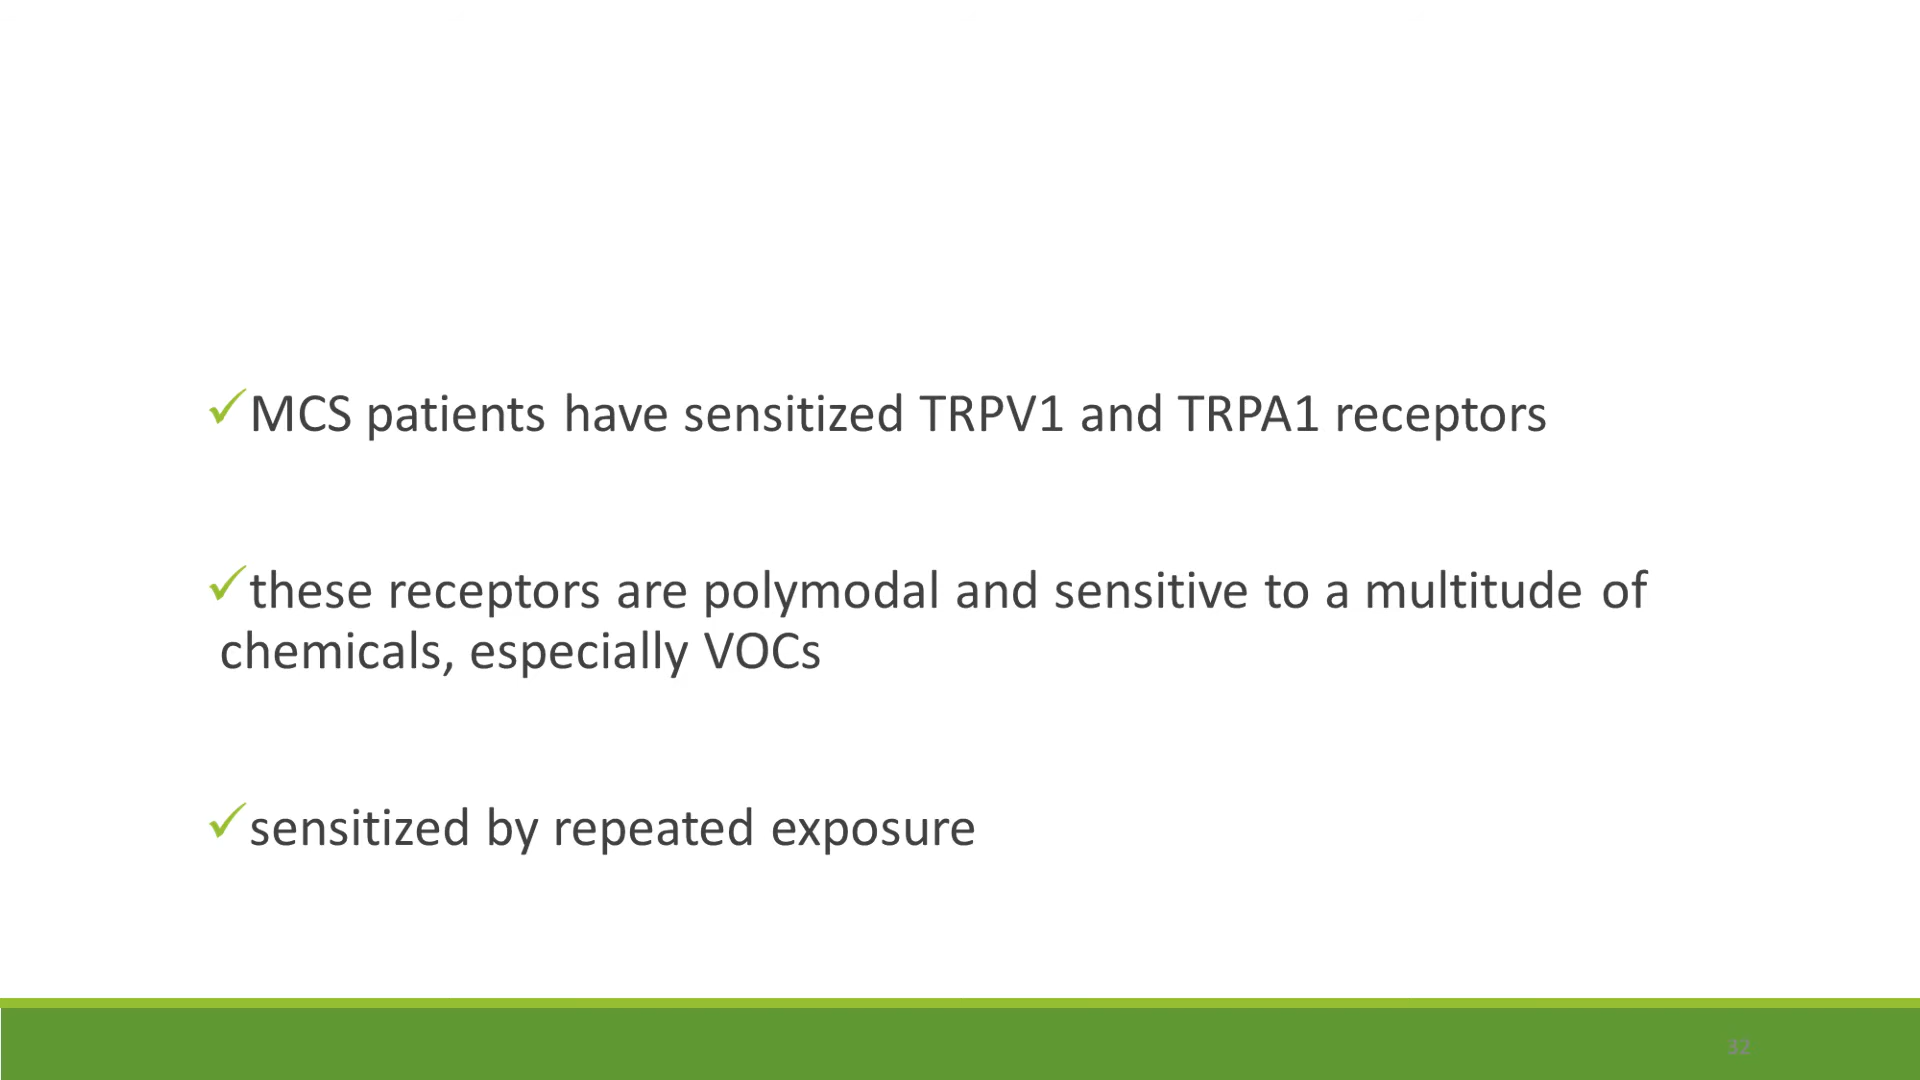 ✓MCS patients have sensitized TRPV1 and TRPA1 receptors
✓these receptors are polymodal and sensitive to a multitude of
chemicals, especially VOCs
✓sensitized by repeated exposure
32